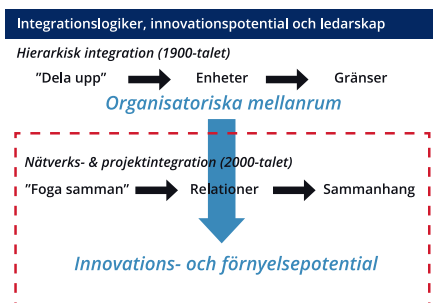 Integrationslogiker, innovationspotential och ledarskap
Hierarkisk integration (1900-talet)
”Dela upp” Enheter Gränser
Organisatoriska mellanrum
Nätverks- & projektintegration (2000-talet)
”Foga samman” Relationer Sammanhang
Innovations- och förnyelsepotential